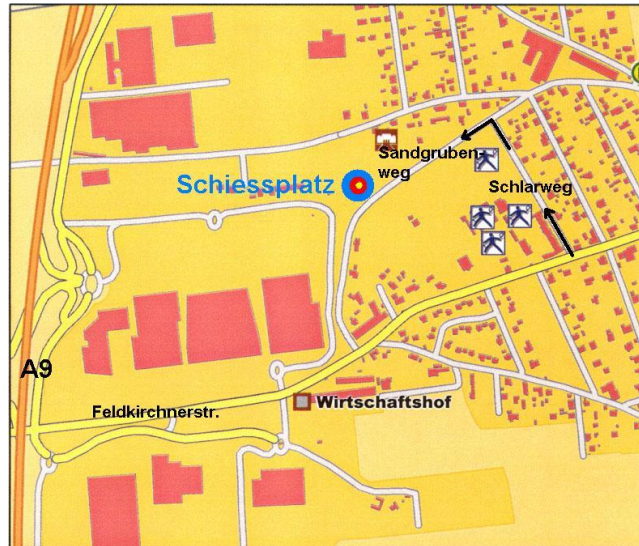 Sandgruben
weg
Schiessplatz
Schlarweg
A9
Wirtschaftshof
Feldkirchnerstr.